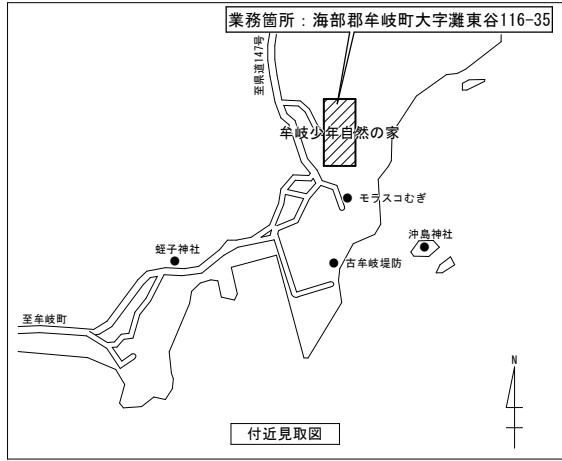 業務箇所：海部郡牟岐町大字灘東谷116-35
至県道147号
牟岐少年自然の家
モラスコむぎ
沖島神社
蛭子神社
古牟岐堤防
至牟岐町
N
付近見取図